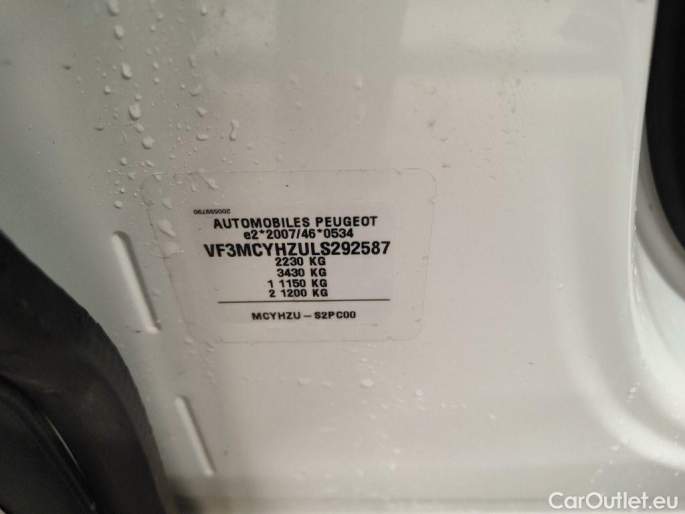 200599790
AUTOMOBILES PEUGEOT
e2*2007/46*0534
VF3MCYHZULS292587
2230 KG
3430 KG
1 1150 KG
2 1200 KG
MCYHZU – S2PC00
CarOutlet.eu